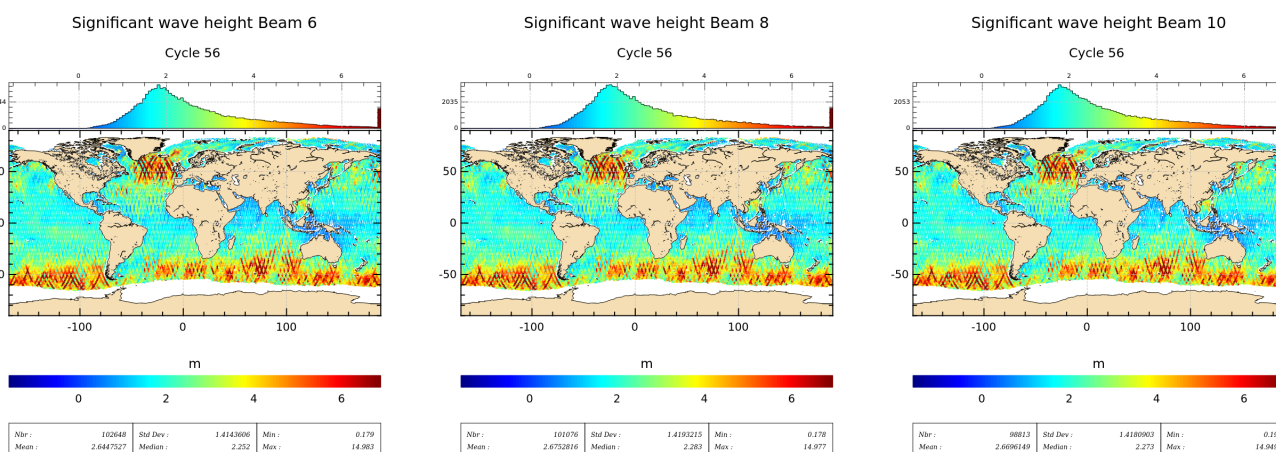 Significant wave height Beam 6
Cycle 56
0 2 4 6
0
50
0
-100 0 100
m
0 2 4 6
Nbr : 102648 Std Dev : 1.4143606 Min : 0.179
Mean : 2.6447527 Median : 2.252 Max : 14.983
Significant wave height Beam 8
Cycle 56
0 2 4 6
2035
0
50
0
-50
-100 0 100
m
0 2 4 6
Nbr : 101076 Std Dev : 1.4193215 Min : 0.178
Mean : 2.6752816 Median : 2.283 Max : 14.977
Significant wave height Beam 10
Cycle 56
0 2 4 6
2053
0
50
0
-50
-100 0 100
m
0 2 4 6
Nbr : 98813 Std Dev : 1.4180903 Min :
Mean : 2.6696149 Median : 2.273 Max :